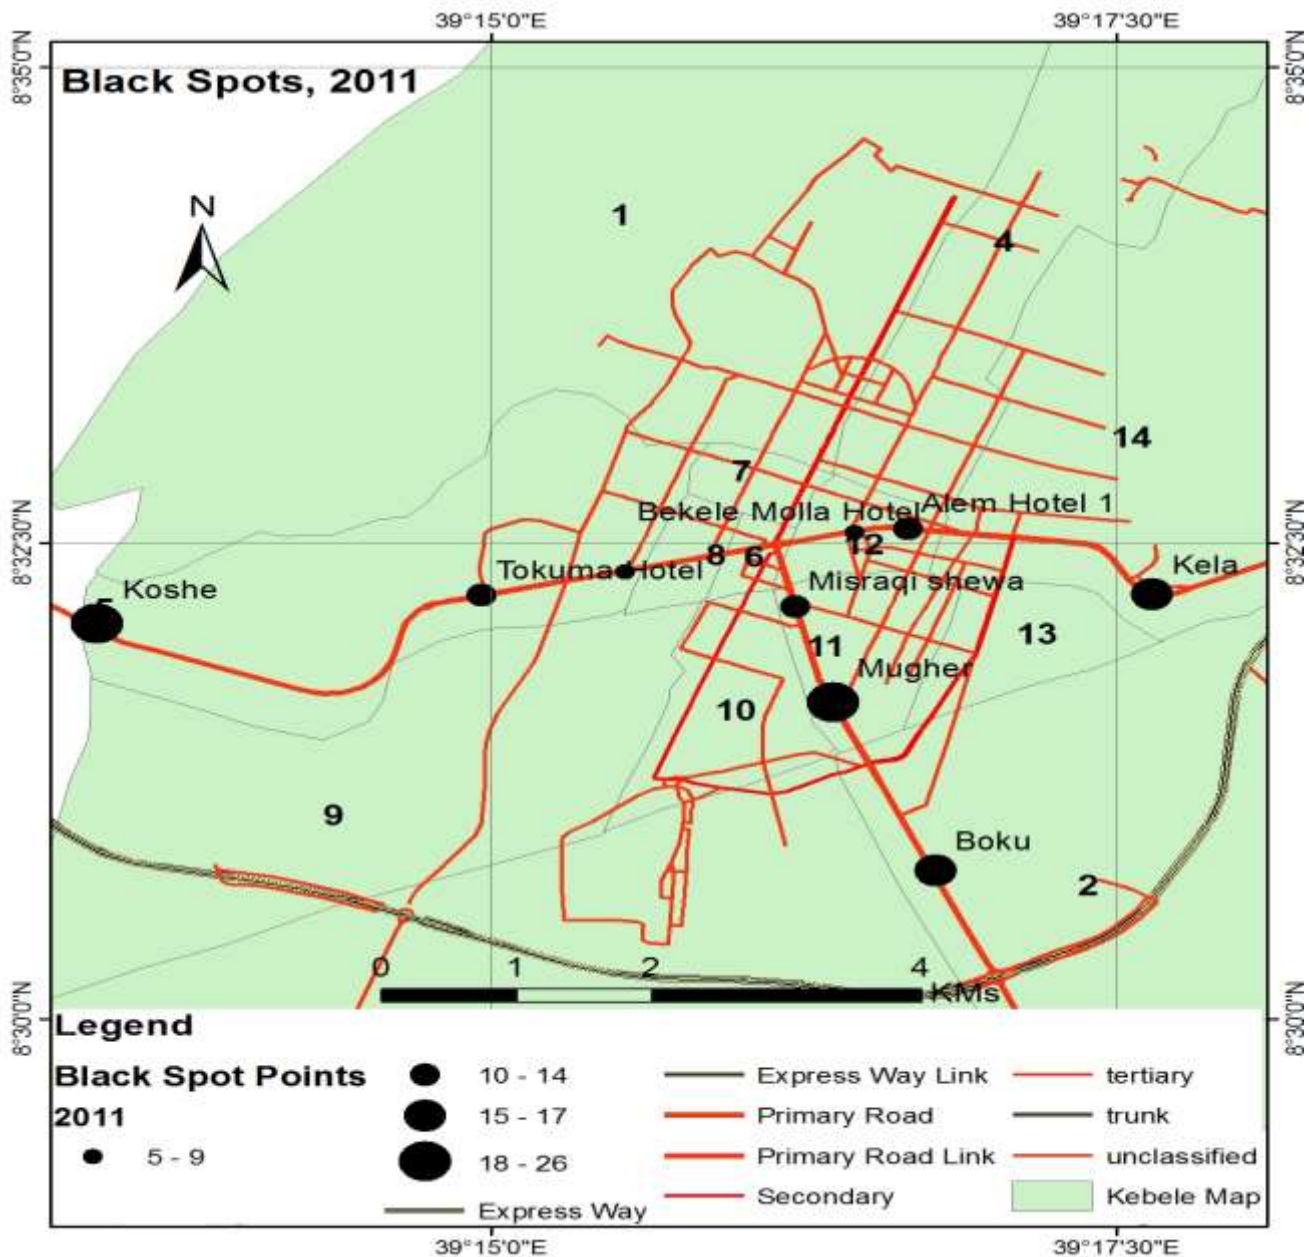 39°15'0"E
39°17'30"E
8°35'0"N
8°35'0"N
Black Spots, 2011
N
1
4
14
7
Bekele Molla Hotel
Alem Hotel 1
8°32'30"N
8°32'30"N
8
6
12
Kela
Koshe
Tokuma Hotel
Misraqi shewa
13
11
Mugher
10
9
Boku
2
0 1 2 4
KMs
8°30'0"N
8°30'0"N
Legend
Black Spot Points
2011
5 - 9
10 - 14
15 - 17
18 - 26
Express Way
Express Way Link
Primary Road
Primary Road Link
Secondary
tertiary
trunk
unclassified
Kebele Map
39°15'0"E
39°17'30"E